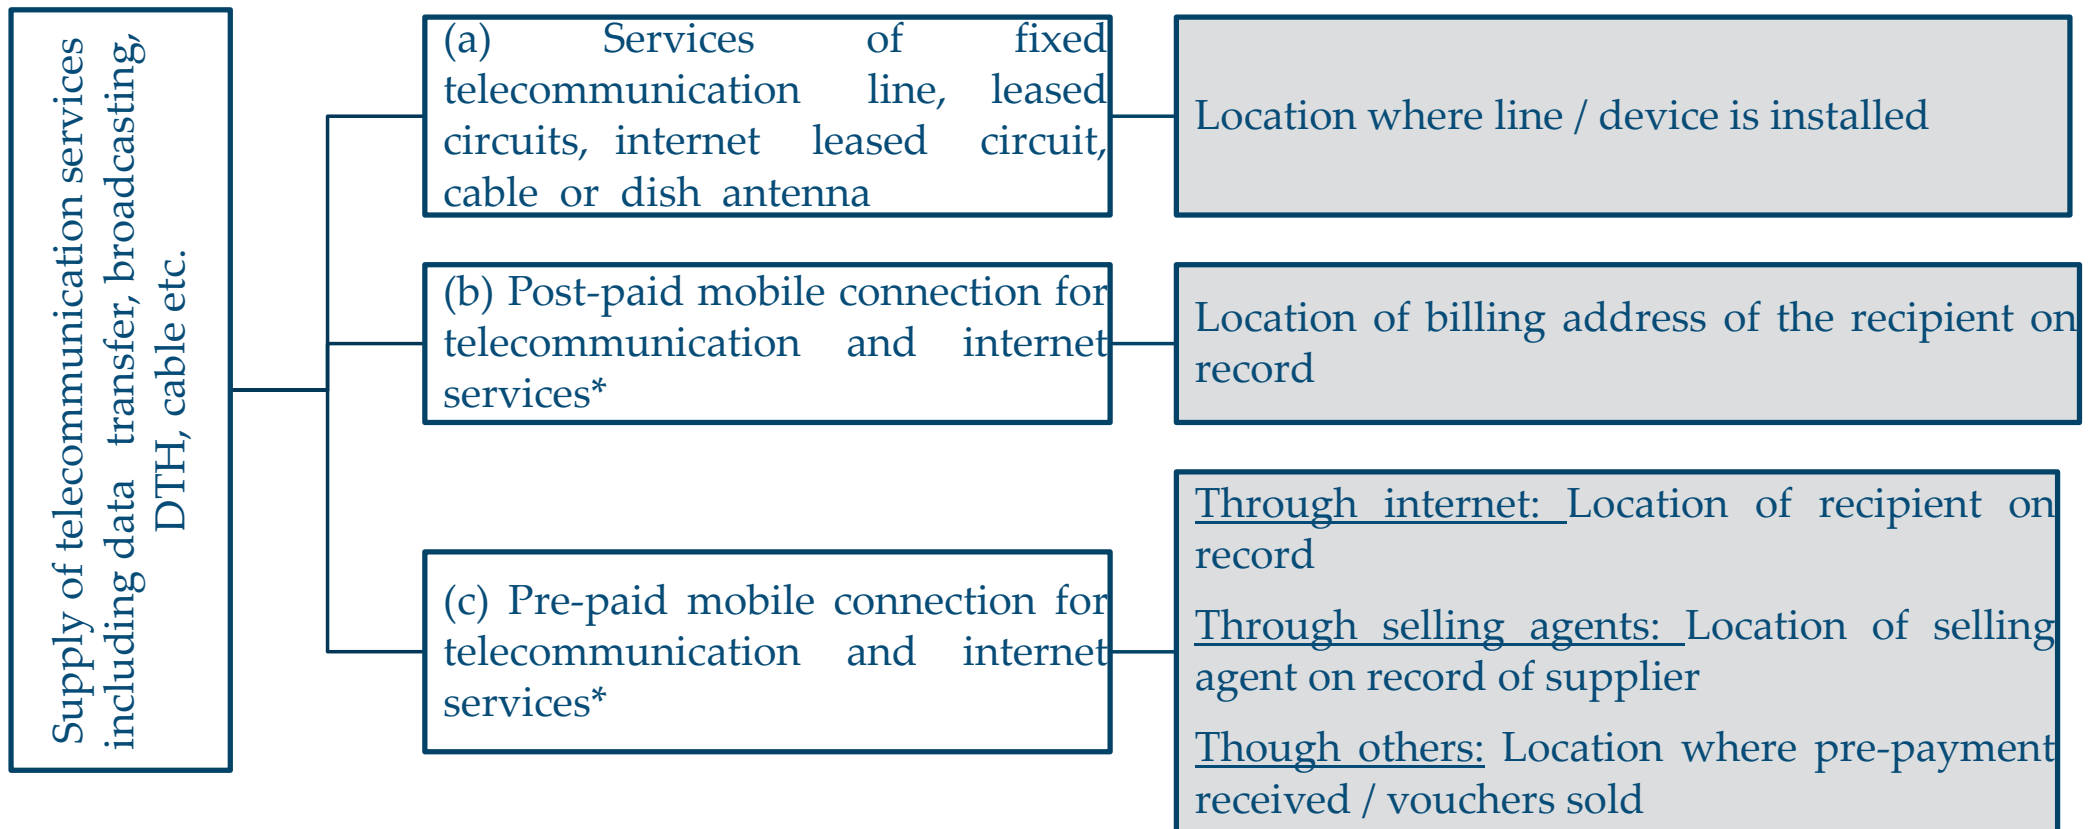 Supply of telecommunication services
including data transfer, broadcasting,
DTH, cable etc.
(a) Services of fixed
telecommunication line, leased
circuits, internet leased circuit,
cable or dish antenna
Location where line / device is installed
(b) Post-paid mobile connection for
telecommunication and internet
services*
Location of billing address of the recipient on
record
(c) Pre-paid mobile connection for
telecommunication and internet
services*
Through internet: Location of recipient on
record
Through selling agents: Location of selling
agent on record of supplier
Though others: Location where pre-payment
received / vouchers sold